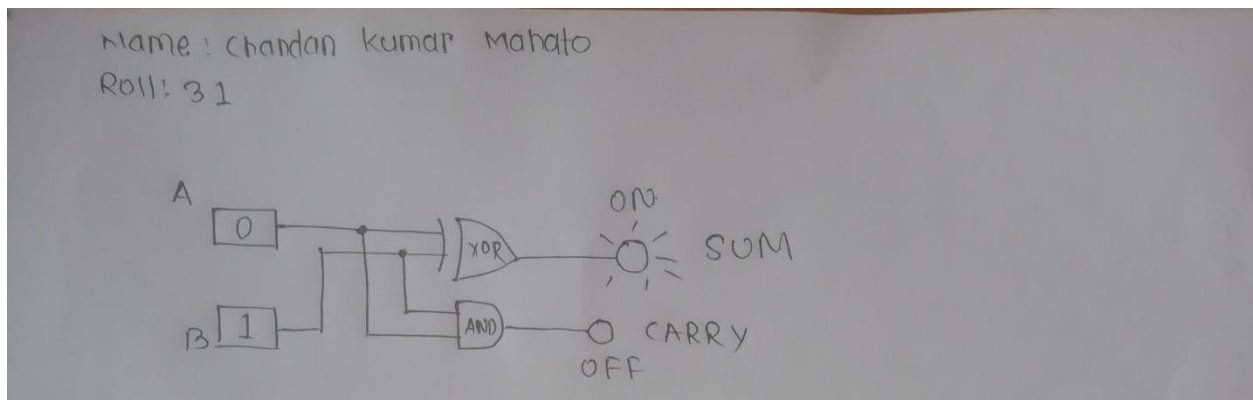 Name : Chandan kumar Mahato
Roll: 31
A
ON
0
XOR
SUM
B
1
AND
CARRY
OFF